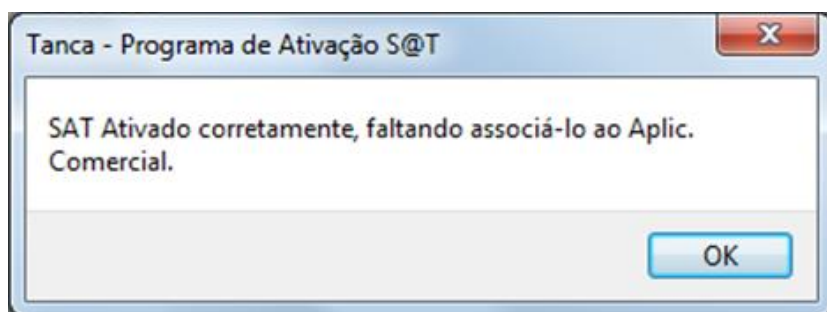 Tanca - Programa de Ativação S@T
SAT Ativado corretamente, faltando associá-lo ao Aplic.
Comercial.
OK